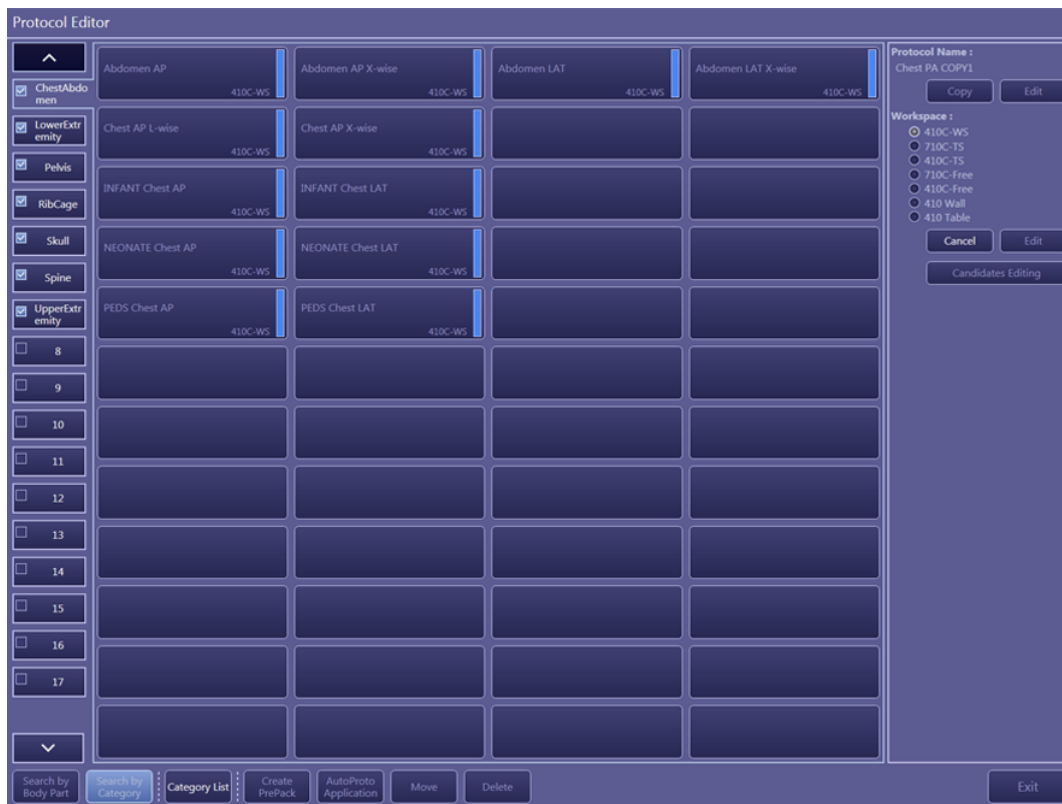 Protocol Editor
ChestAbdo
men
LowerExtr
emity
Pelvis
RibCage
Skull
Spine
UpperExtr
emity
8
9
10
11
12
13
14
15
16
17
Abdomen AP
410C-WS
Abdomen AP X-wise
410C-WS
Abdomen LAT
410C-WS
Abdomen LAT X-wise
410C-WS
Chest AP L-wise
410C-WS
Chest AP X-wise
410C-WS
INFANT Chest AP
410C-WS
INFANT Chest LAT
410C-WS
NEONATE Chest AP
410C-WS
NEONATE Chest LAT
410C-WS
PEDS Chest AP
410C-WS
PEDS Chest LAT
410C-WS
Protocol Name :
Chest PA COPY1
Copy
Edit
Workspace :
410C-WS
710C-TS
410C-TS
710C-Free
410C-Free
410 Wall
410 Table
Cancel
Edit
Candidates Editing
Search by
Body Part
Search by
Category
Category List
Create
PrePack
AutoProto
Application
Move
Delete
Exit